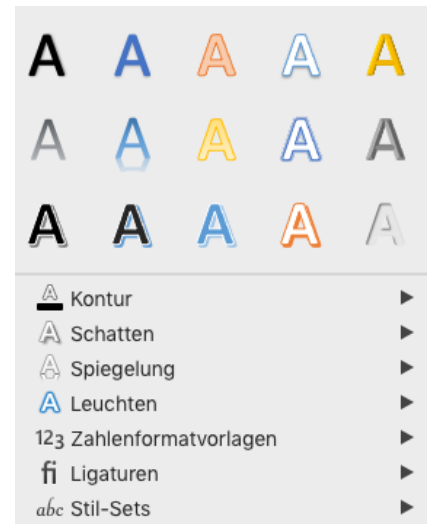 A A A A A
A A A A A
A A A A A
A Kontur
A Schatten
A Spiegelung
A Leuchten
123 Zahlenformatvorlagen
fi Ligaturen
abc Stil-Sets